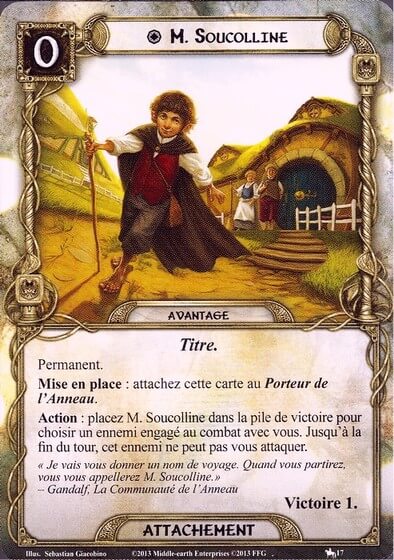 0
M. Soucolline
AVANTAGE
Titre.
Permanent.
Mise en place : attachez cette carte au Porteur de
l'Anneau.
Action : placez M. Soucolline dans la pile de victoire pour
choisir un ennemi engagé au combat avec vous. Jusqu'à la
fin du tour, cet ennemi ne peut pas vous attaquer.
« Je vais vous donner un nom de voyage. Quand vous partirez,
vous vous appellerez M. Soucolline.»
– Gandalf, La Communauté de l'Anneau
Victoire 1.
ATTACHEMENT
Illus. Sebastian Giacobino
©2013 Middle-earth Enterprises ©2013 FFG
17